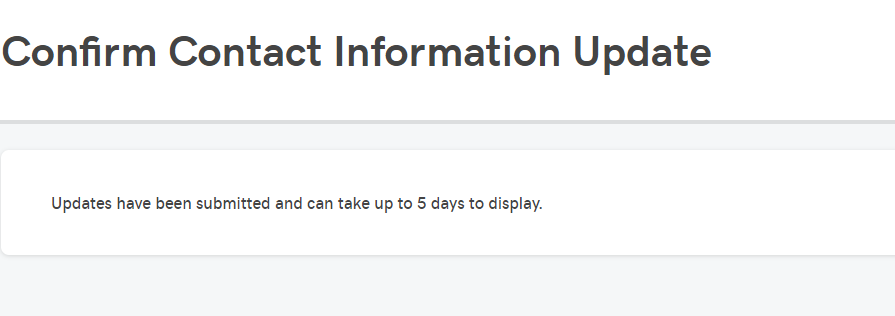 Confirm Contact Information Update
Updates have been submitted and can take up to 5 days to display.